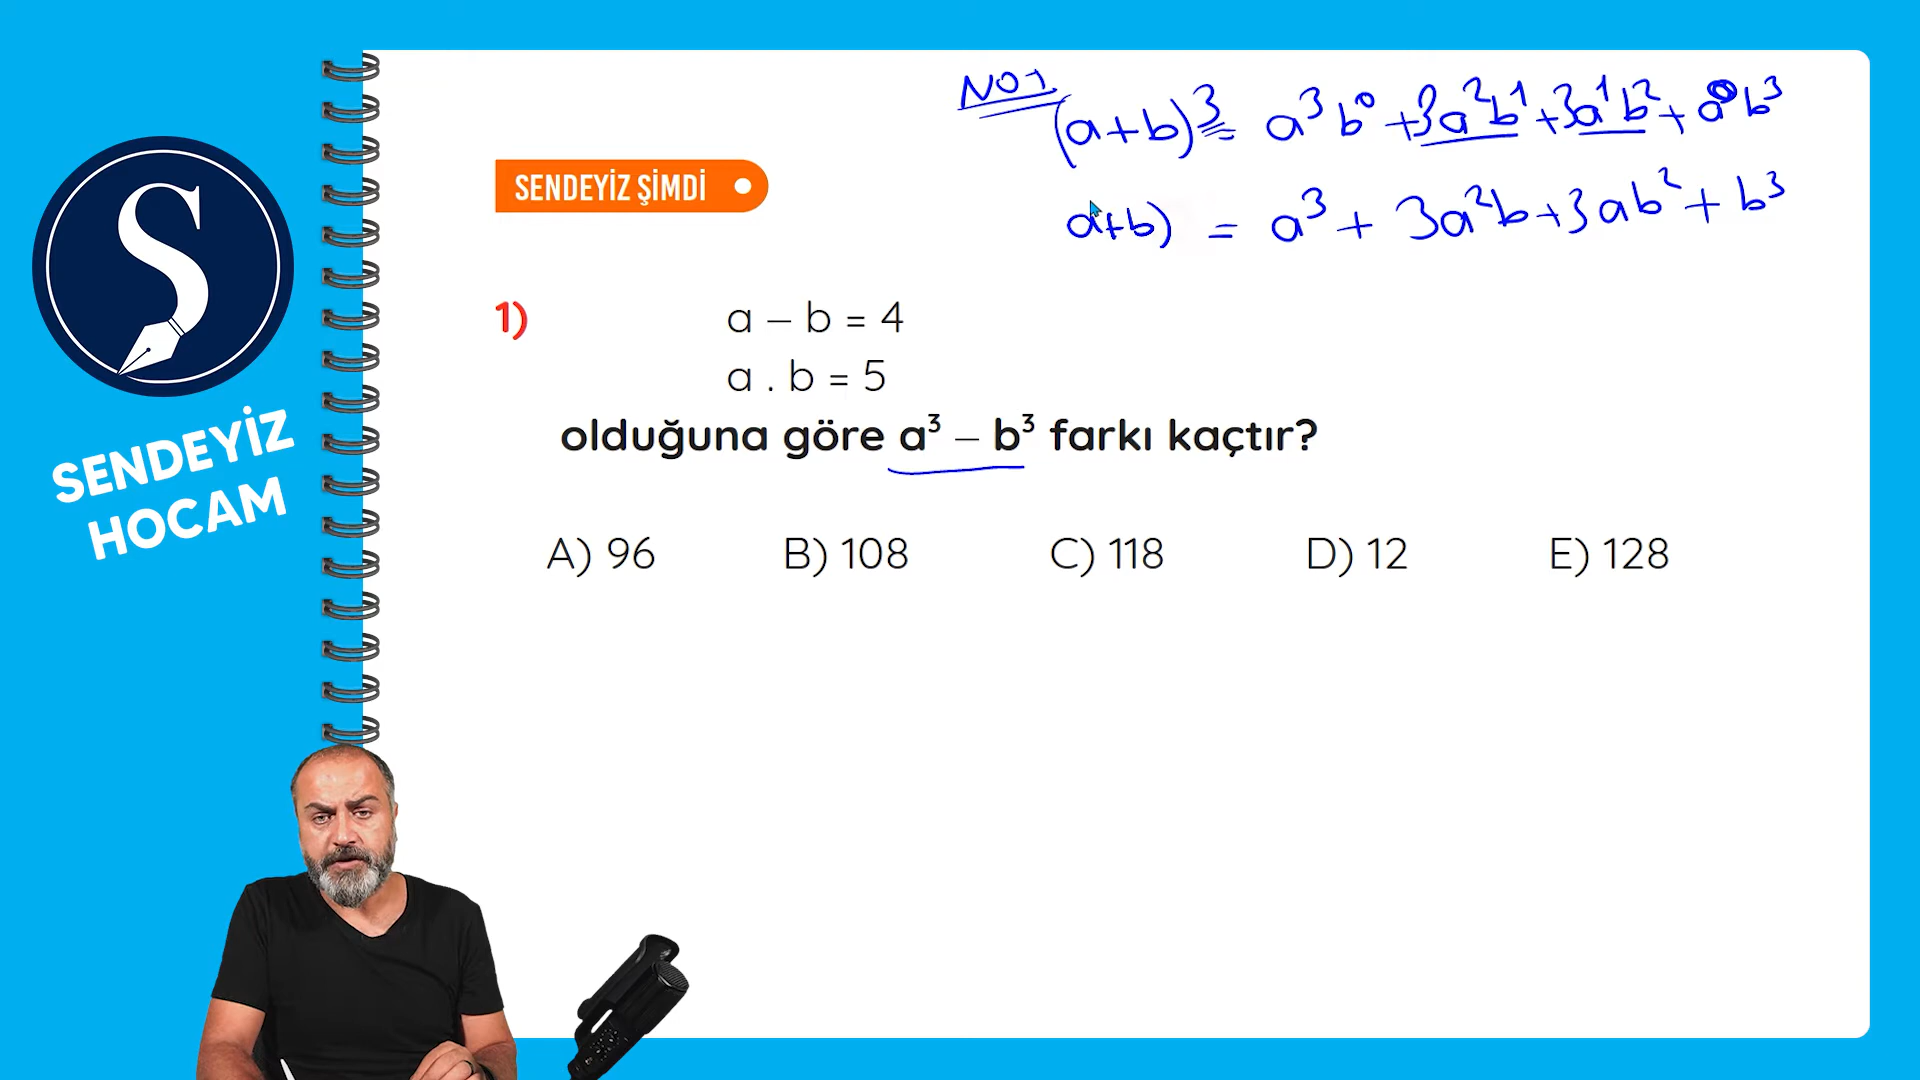 NOT
(a+b)³ = a³b⁰ + 3a²b¹ + 3a¹b² + a⁰b³
a+b) = a³ + 3a²b + 3ab² + b³
SENDEYİZ ŞİMDİ
1) a – b = 4
a . b = 5
olduğuna göre a³ – b³ farkı kaçtır?
A) 96 B) 108 C) 118 D) 12 E) 128
S
SENDEYİZ
HOCAM